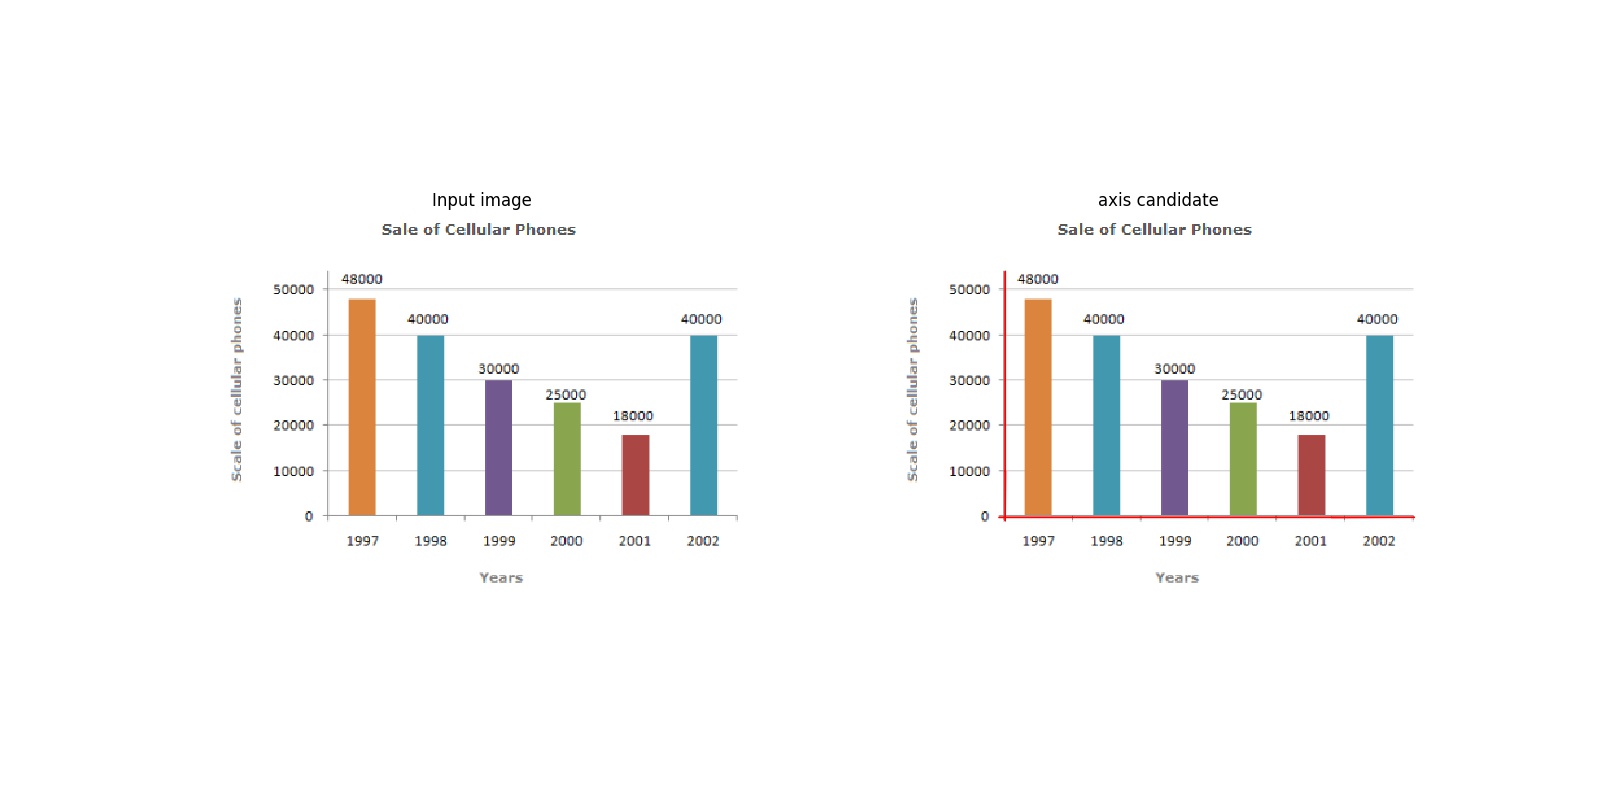 Input image
Sale of Cellular Phones
Scale of cellular phones
50000
40000
30000
20000
10000
0
48000
40000
30000
25000
18000
40000
1997 1998 1999 2000 2001 2002
Years
axis candidate
Sale of Cellular Phones
Scale of cellular phones
50000
40000
30000
20000
10000
0
48000
40000
30000
25000
18000
40000
1997 1998 1999 2000 2001 2002
Years